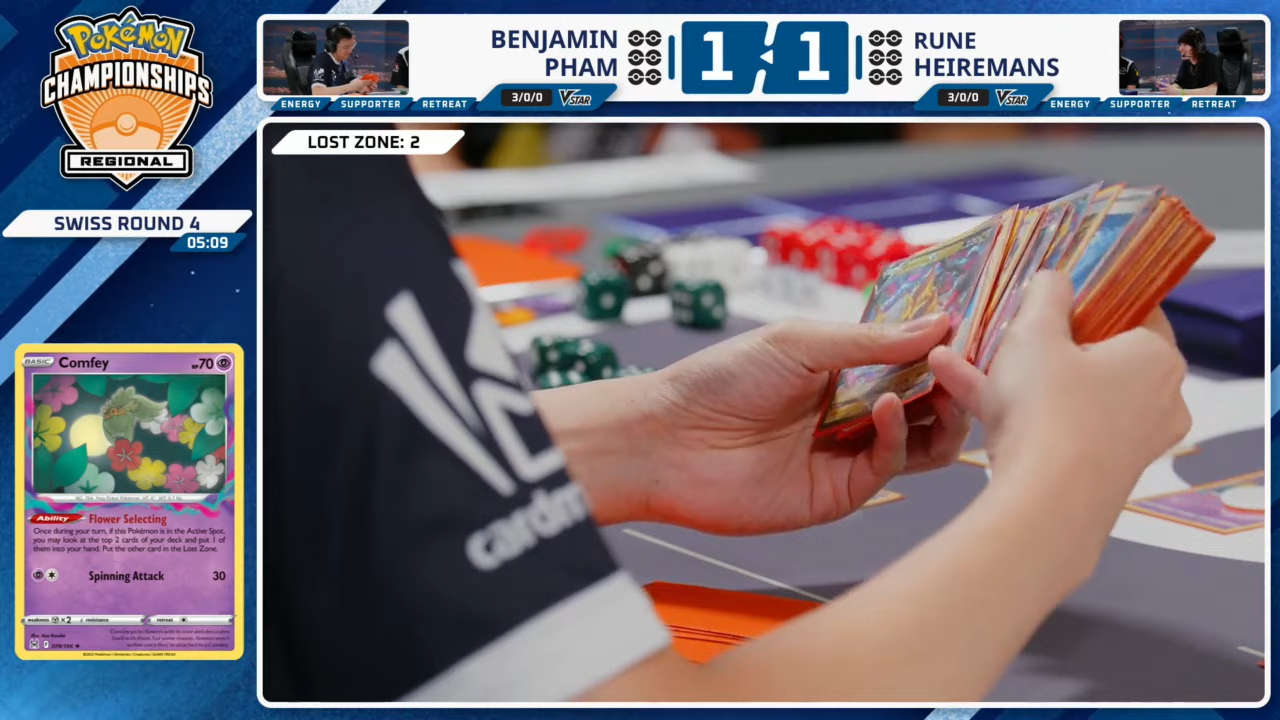 Pokémon
CHAMPIONSHIPS
REGIONAL
SWISS ROUND 4
05:09
BENJAMIN
PHAM
1
1
RUNE
HEIREMANS
ENERGY
SUPPORTER
RETREAT
3/0/0
VSTAR
3/0/0
VSTAR
ENERGY
SUPPORTER
RETREAT
LOST ZONE: 2
BASIC
Comfey
HP70
Ability
Flower Selecting
Once during your turn, if this Pokémon is in the Active Spot,
you may look at the top 2 cards of your deck and put 1 of
them into your hand. Put the other card in the Lost Zone.
Spinning Attack
30
weakness
×2
resistance
retreat
cardm